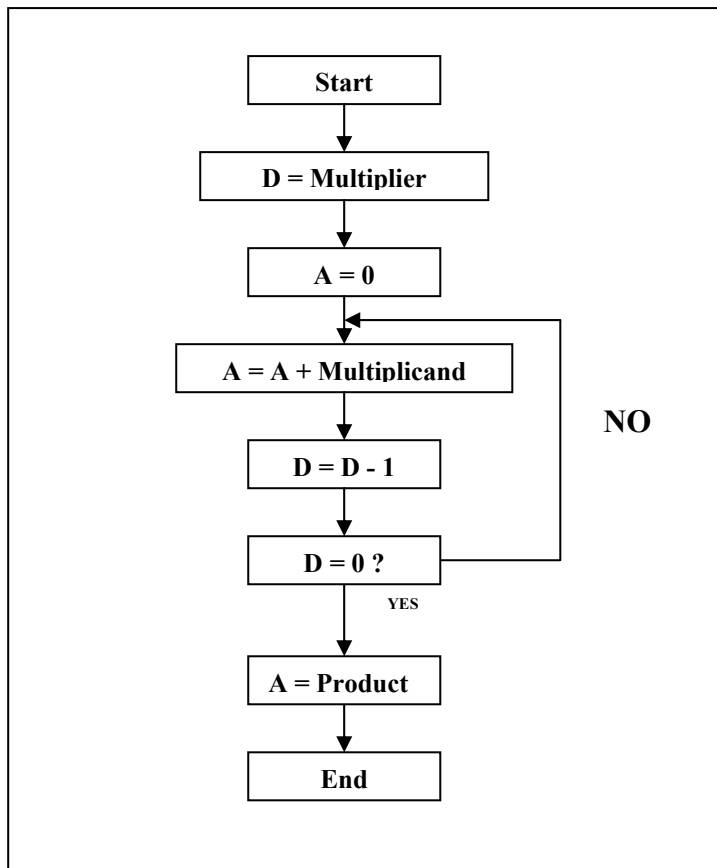 Start
D = Multiplier
A = 0
A = A + Multiplicand
NO
D = D - 1
D = 0 ?
YES
A = Product
End